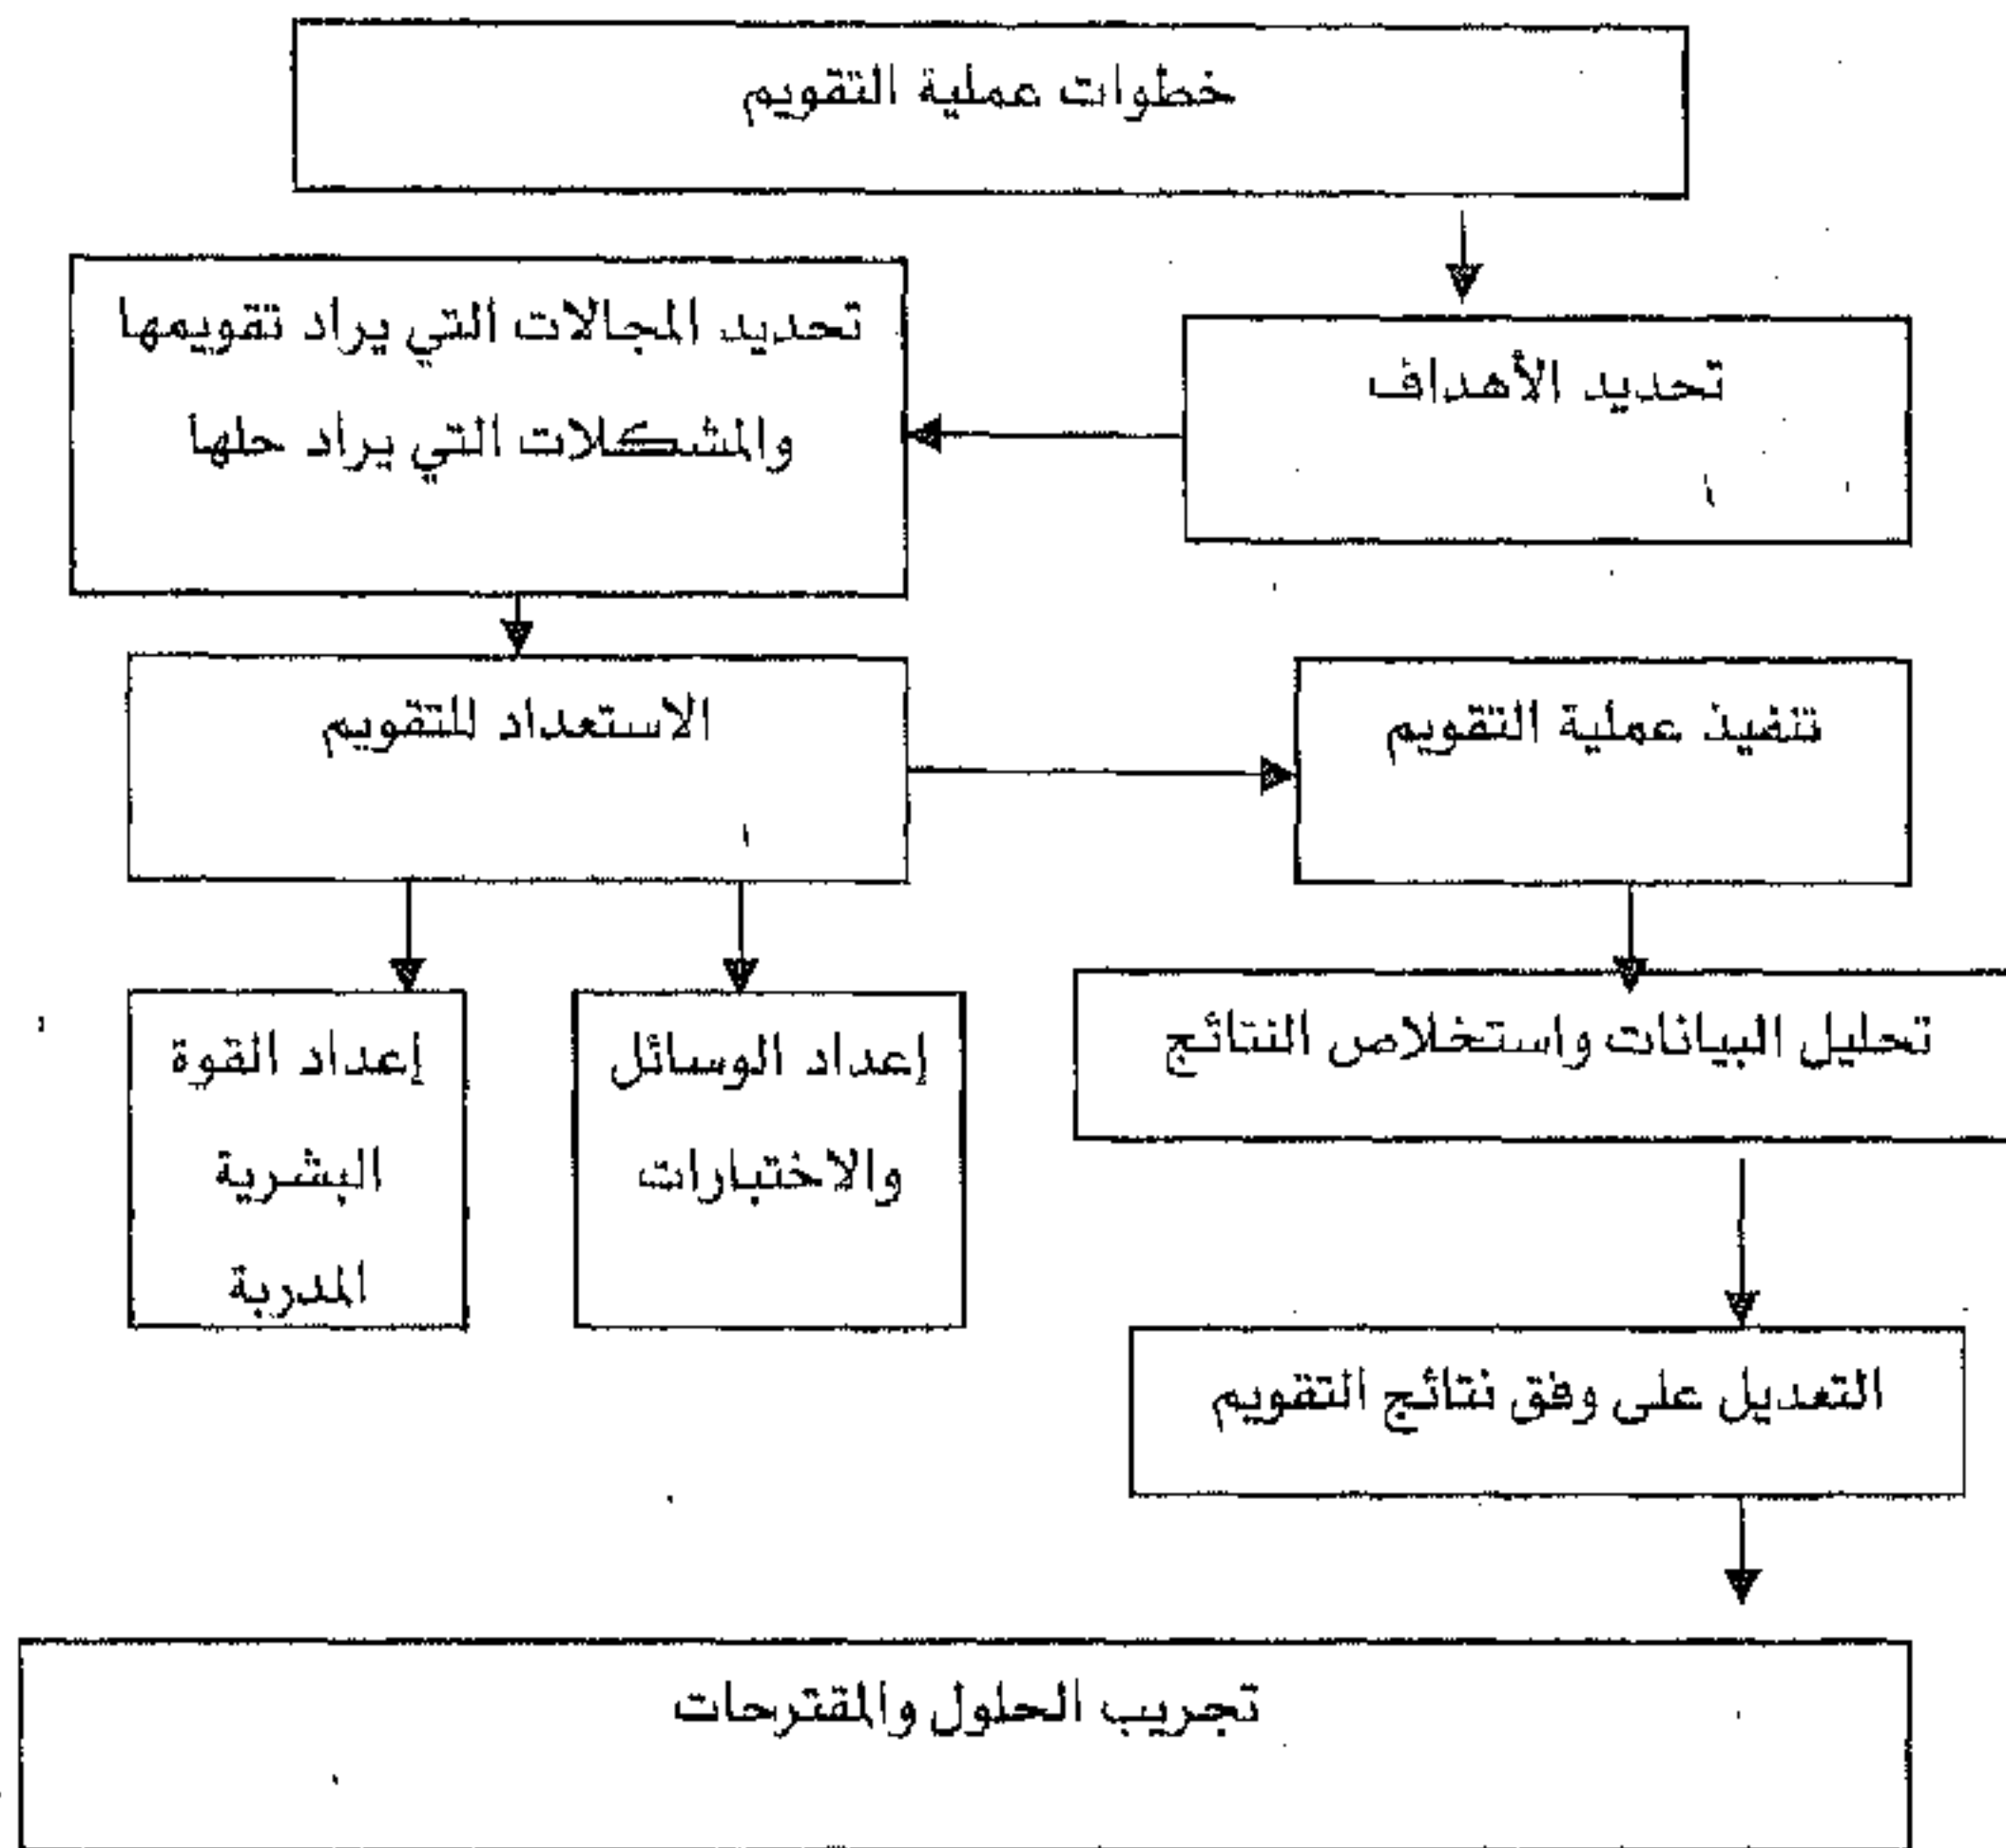 خطوات عملية التقويم
تحديد الأهداف
تحديد المجالات التي يراد تقويمها
والمشكلات التي يراد حلها
الاستعداد للتقويم
تنفيذ عملية التقويم
إعداد الوسائل
والاختبارات
إعداد القوة
البشرية
المدربة
تحليل البيانات واستخلاص النتائج
التعديل على وفق نتائج التقويم
تجريب الحلول والمقترحات